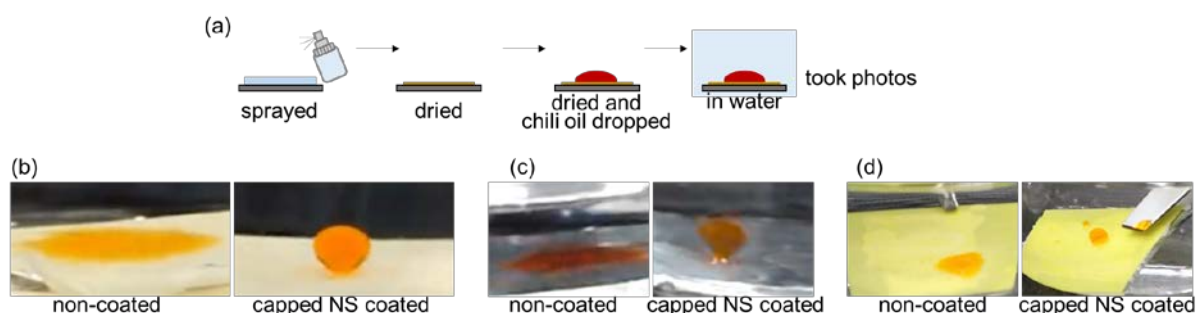 (a)
sprayed
dried
dried and
chili oil dropped
in water
took photos
(b)
non-coated
capped NS coated
(c)
non-coated
capped NS coated
(d)
non-coated
capped NS coated